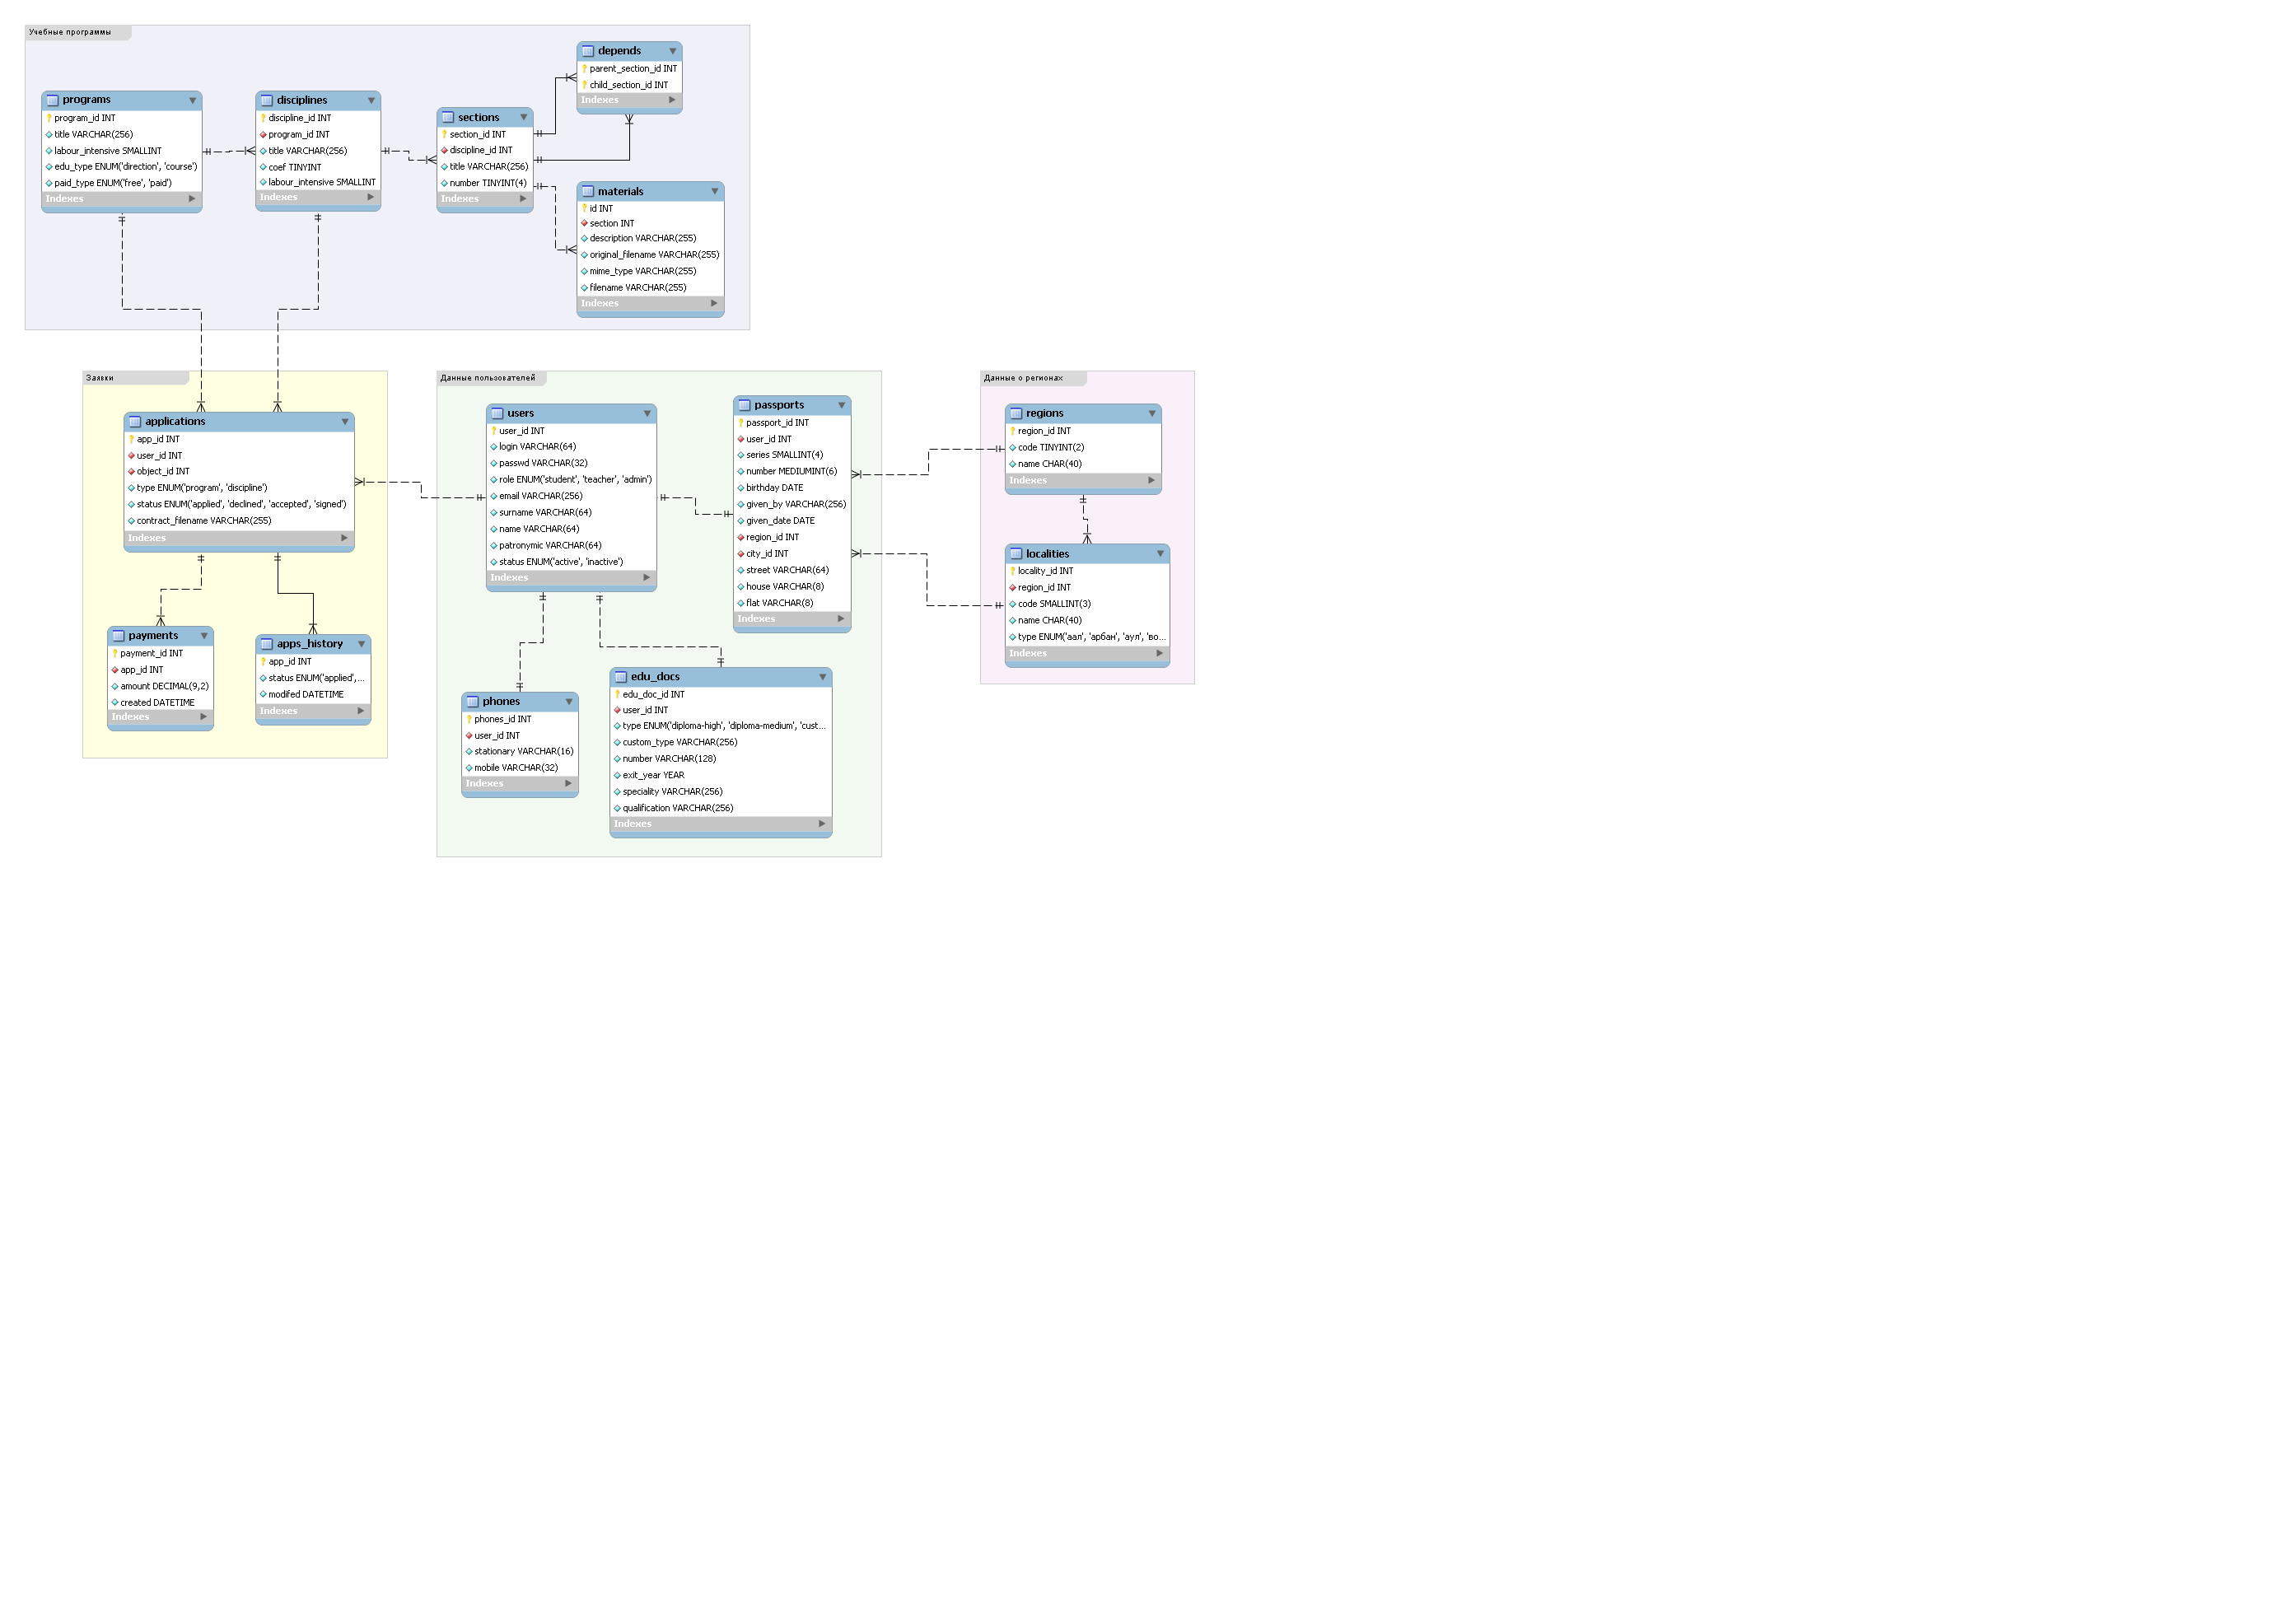 Учебные программы
programs
program_id INT
title VARCHAR(256)
labour_intensive SMALLINT
edu_type ENUM('direction', 'course')
paid_type ENUM('free', 'paid')
Indexes
disciplines
discipline_id INT
program_id INT
title VARCHAR(256)
coef TINYINT
labour_intensive SMALLINT
Indexes
sections
section_id INT
discipline_id INT
title VARCHAR(256)
number TINYINT(4)
Indexes
depends
parent_section_id INT
child_section_id INT
Indexes
materials
id INT
section INT
description VARCHAR(255)
original_filename VARCHAR(255)
mime_type VARCHAR(255)
filename VARCHAR(255)
Indexes
Заявки
applications
app_id INT
user_id INT
object_id INT
type ENUM('program', 'discipline')
status ENUM('applied', 'declined', 'accepted', 'signed')
contract_filename VARCHAR(255)
Indexes
payments
payment_id INT
app_id INT
amount DECIMAL(9,2)
created DATETIME
Indexes
apps_history
app_id INT
status ENUM('applied',...
modifed DATETIME
Indexes
Данные пользователей
users
user_id INT
login VARCHAR(64)
passwd VARCHAR(32)
role ENUM('student', 'teacher', 'admin')
email VARCHAR(256)
surname VARCHAR(64)
name VARCHAR(64)
patronymic VARCHAR(64)
status ENUM('active', 'inactive')
Indexes
passports
passport_id INT
user_id INT
series SMALLINT(4)
number MEDIUMINT(6)
birthday DATE
given_by VARCHAR(256)
given_date DATE
region_id INT
city_id INT
street VARCHAR(64)
house VARCHAR(8)
flat VARCHAR(8)
Indexes
phones
phones_id INT
user_id INT
stationary VARCHAR(16)
mobile VARCHAR(32)
Indexes
edu_docs
edu_doc_id INT
user_id INT
type ENUM('diploma-high', 'diploma-medium', 'cust...
custom_type VARCHAR(256)
number VARCHAR(128)
exit_year YEAR
speciality VARCHAR(256)
qualification VARCHAR(256)
Indexes
Данные о регионах
regions
region_id INT
code TINYINT(2)
name CHAR(40)
Indexes
localities
locality_id INT
region_id INT
code SMALLINT(3)
name CHAR(40)
type ENUM('аал', 'арбан', 'аул', 'во...
Indexes